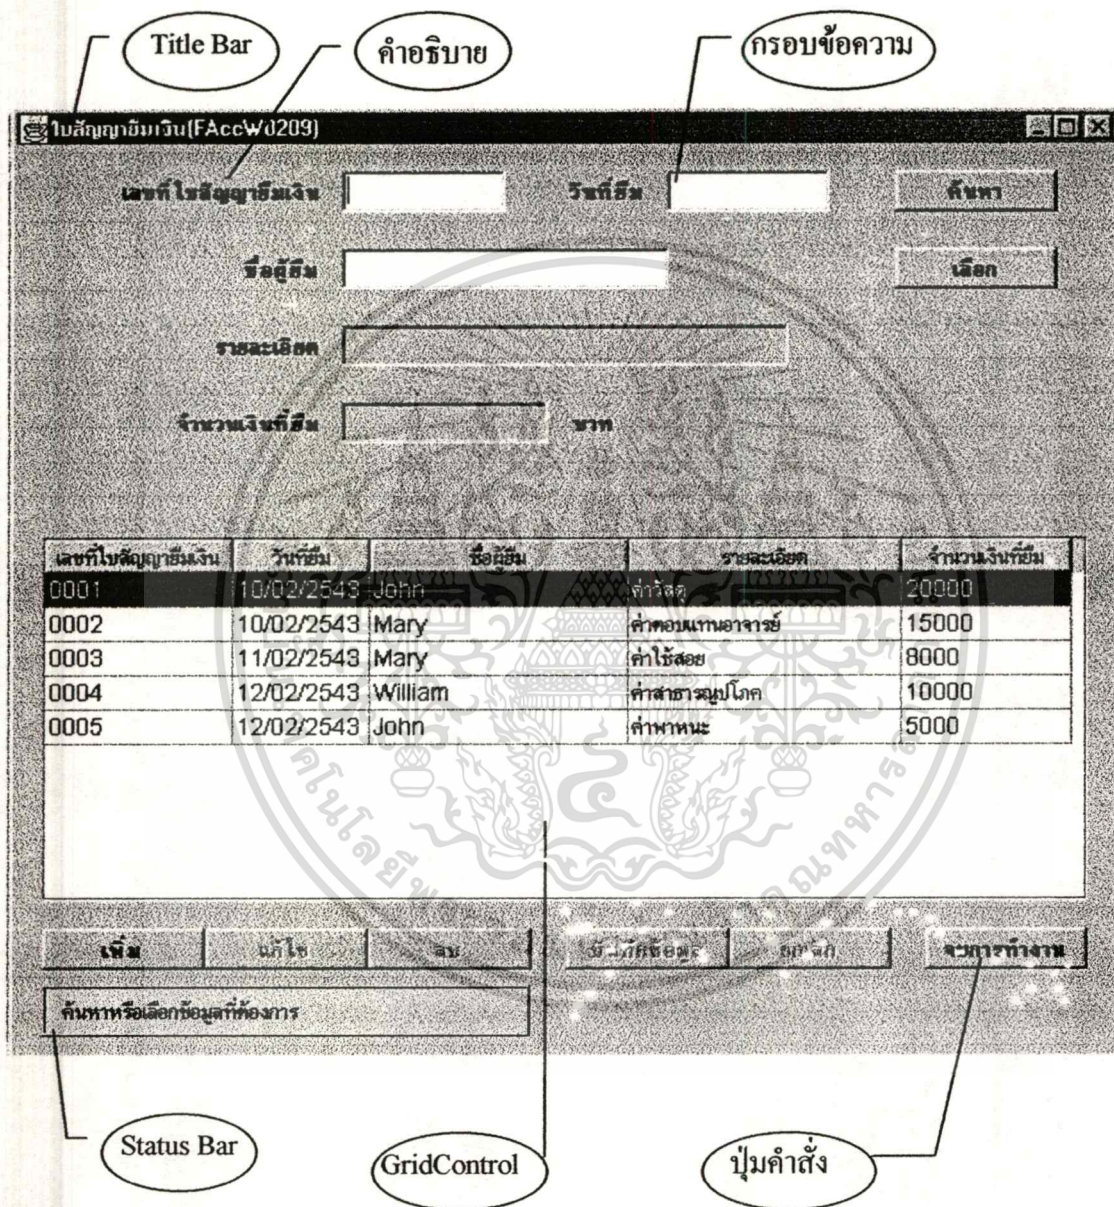 Title Bar
คำอธิบาย
กรอบข้อความ
ใบสัญญายืมเงิน(FAccWd209)
เลขที่ใบสัญญายืมเงิน
วันที่ยืม
ค้นหา
ชื่อผู้ยืม
เลือก
รายละเอียด
จำนวนเงินที่ยืม
บาท
เลขที่ใบสัญญายืมเงิน วันที่ยืม ชื่อผู้ยืม รายละเอียด จำนวนเงินที่ยืม
0001 10/02/2543 John ค่าวัสดุ 20000
0002 10/02/2543 Mary ค่าตอบแทนอาจารย์ 15000
0003 11/02/2543 Mary ค่าใช้สอย 8000
0004 12/02/2543 William ค่าสาธารณุปโภค 10000
0005 12/02/2543 John ค่าพาหนะ 5000
เพิ่ม แก้ไข ลบ บันทึกข้อมูล ยกเลิก จบการทำงาน
ค้นหาหรือเลือกข้อมูลที่ต้องการ
Status Bar
GridControl
ปุ่มคำสั่ง